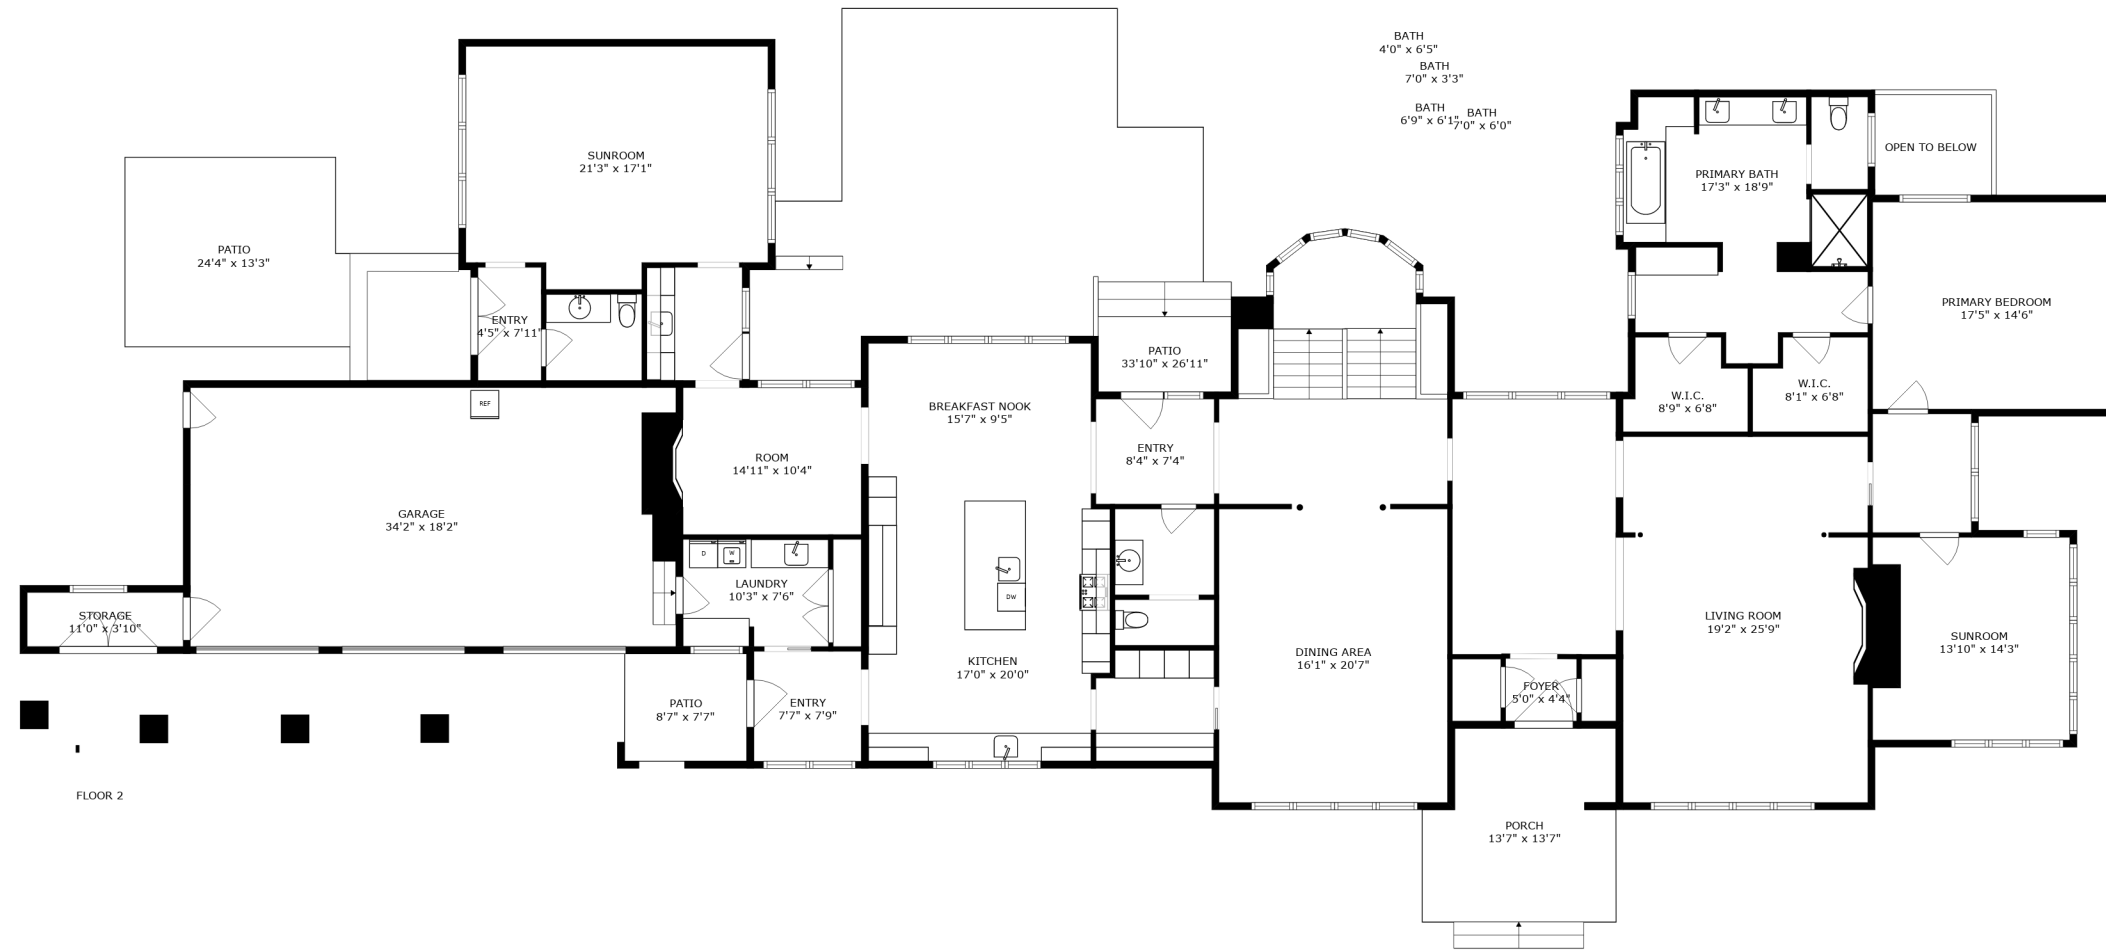 BATH
4'0" x 6'5"
BATH
7'0" x 3'3"
BATH
6'9" x 6'1"
BATH
7'0" x 6'0"
SUNROOM
21'3" x 17'1"
OPEN TO BELOW
PRIMARY BATH
17'3" x 18'9"
PATIO
24'4" x 13'3"
PRIMARY BEDROOM
17'5" x 14'6"
ENTRY
4'5" x 7'11"
PATIO
33'10" x 26'11"
W.I.C.
8'9" x 6'8"
W.I.C.
8'1" x 6'8"
REF
BREAKFAST NOOK
15'7" x 9'5"
ENTRY
8'4" x 7'4"
ROOM
14'11" x 10'4"
GARAGE
34'2" x 18'2"
D
W
LAUNDRY
10'3" x 7'6"
DW
STORAGE
11'0" x 3'10"
LIVING ROOM
19'2" x 25'9"
SUNROOM
13'10" x 14'3"
DINING AREA
16'1" x 20'7"
KITCHEN
17'0" x 20'0"
FOYER
5'0" x 4'4"
PATIO
8'7" x 7'7"
ENTRY
7'7" x 7'9"
FLOOR 2
PORCH
13'7" x 13'7"